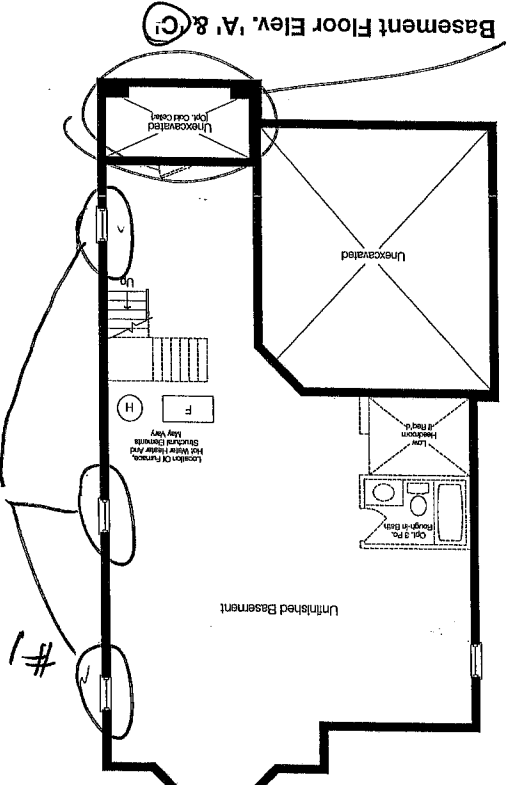 #1
Unfinished Basement
Opt. 3 Pc.
Rough-in Bath
Low
Headroom
If Req'd.
Location Of Furnace,
Hot Water Heater And
Structural Elements
May Vary
F
H
Up
Unexcavated
Unexcavated
(Opt. Cold Cellar)
Basement Floor Elev. 'A' & 'C'